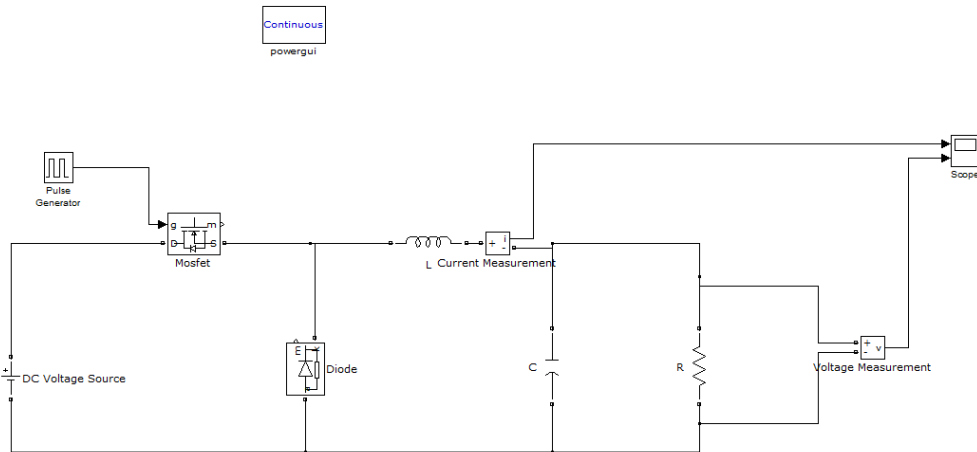 Continuous
powergui
Pulse
Generator
Scope
g
m
D
S
Mosfet
i
+
-
L
Current Measurement
E
Diode
C
R
+
-
v
Voltage Measurement
+
DC Voltage Source